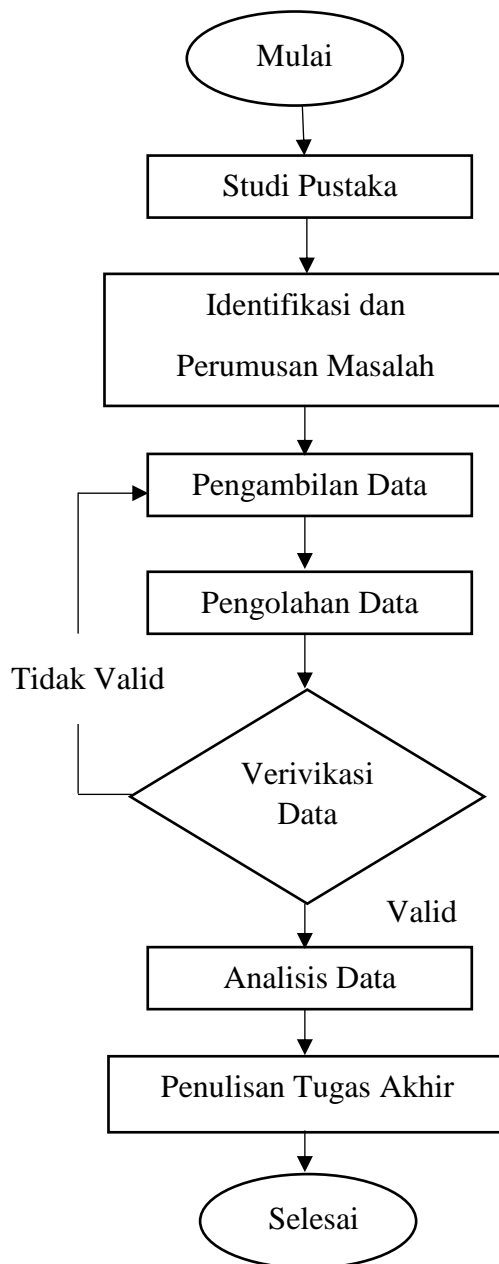 Mulai
Studi Pustaka
Identifikasi dan
Perumusan Masalah
Pengambilan Data
Pengolahan Data
Tidak Valid
Verivikasi
Data
Valid
Analisis Data
Penulisan Tugas Akhir
Selesai